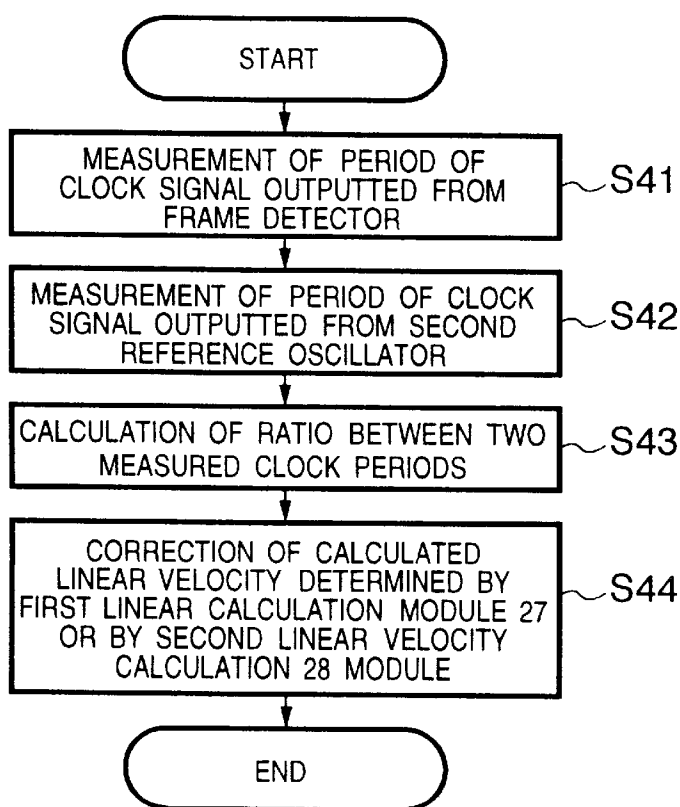 START
MEASUREMENT OF PERIOD OF
CLOCK SIGNAL OUTPUTTED FROM
FRAME DETECTOR
S41
MEASUREMENT OF PERIOD OF CLOCK
SIGNAL OUTPUTTED FROM SECOND
REFERENCE OSCILLATOR
S42
CALCULATION OF RATIO BETWEEN TWO
MEASURED CLOCK PERIODS
S43
CORRECTION OF CALCULATED
LINEAR VELOCITY DETERMINED BY
FIRST LINEAR CALCULATION MODULE 27
OR BY SECOND LINEAR VELOCITY
CALCULATION 28 MODULE
S44
END